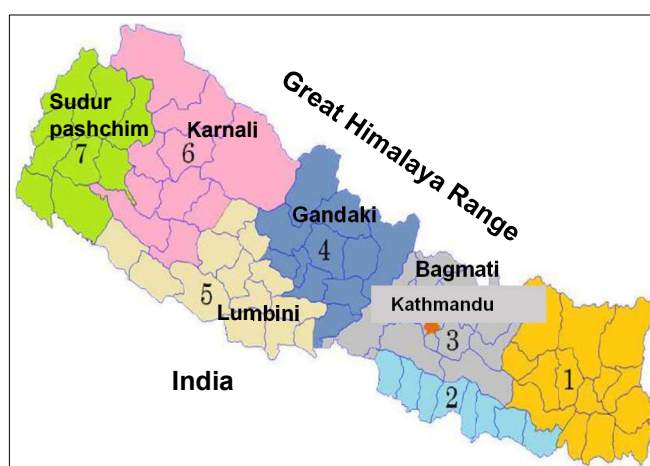 Great Himalaya Range
Sudur
pashchim
7
Karnali
6
Gandaki
4
Bagmati
Kathmandu
3
5
Lumbini
India
2
1